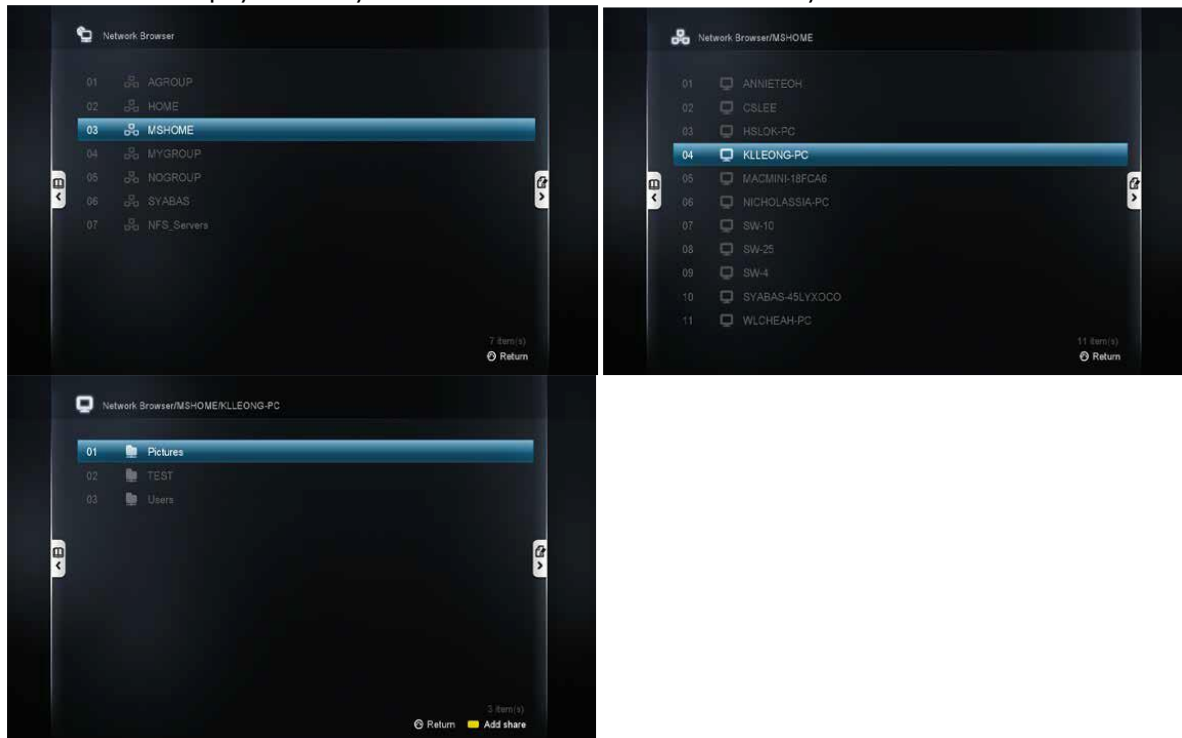 Network Browser
01 AGROUP
02 HOME
03 MSHOME
04 MYGROUP
05 NOGROUP
06 SYABAS
07 NFS_Servers
7 item(s)
Return
Network Browser/MSHOME
01 ANNIETEOH
02 CSLEE
03 HSLOK-PC
04 KLLEONG-PC
05 MACMINI-18FCA6
06 NICHOLASSIA-PC
07 SW-10
08 SW-25
09 SW-4
10 SYABAS-45LYXOCO
11 WLCHEAH-PC
11 item(s)
Return
Network Browser/MSHOME/KLLEONG-PC
01 Pictures
02 TEST
03 Users
3 item(s)
Return Add share